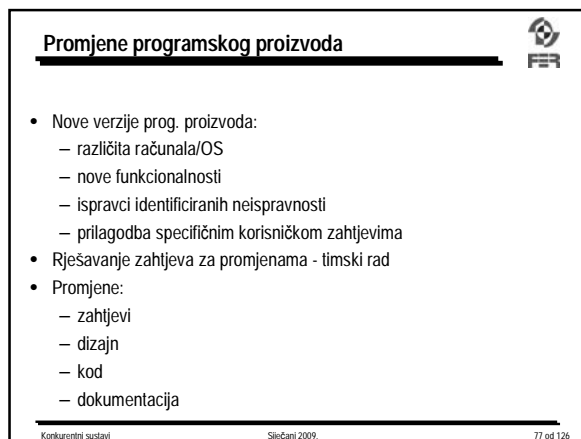 Promjene programskog proizvoda
FER
• Nove verzije prog. proizvoda:
– različita računala/OS
– nove funkcionalnosti
– ispravci identificiranih neispravnosti
– prilagodba specifičnim korisničkom zahtjevima
• Rješavanje zahtjeva za promjenama - timski rad
• Promjene:
– zahtjevi
– dizajn
– kod
– dokumentacija
Konkurentni sustavi Siječanj 2009. 77 od 126